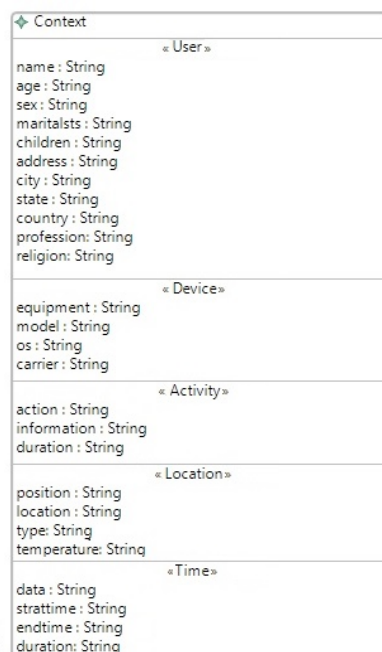 Context
« User »
name : String
age : String
sex : String
maritalsts : String
children : String
address : String
city : String
state : String
country : String
profession: String
religion: String
« Device»
equipment : String
model : String
os : String
carrier : String
« Activity»
action : String
information : String
duration : String
« Location»
position : String
location : String
type: String
temperature: String
«Time»
data : String
strattime : String
endtime : String
duration: String